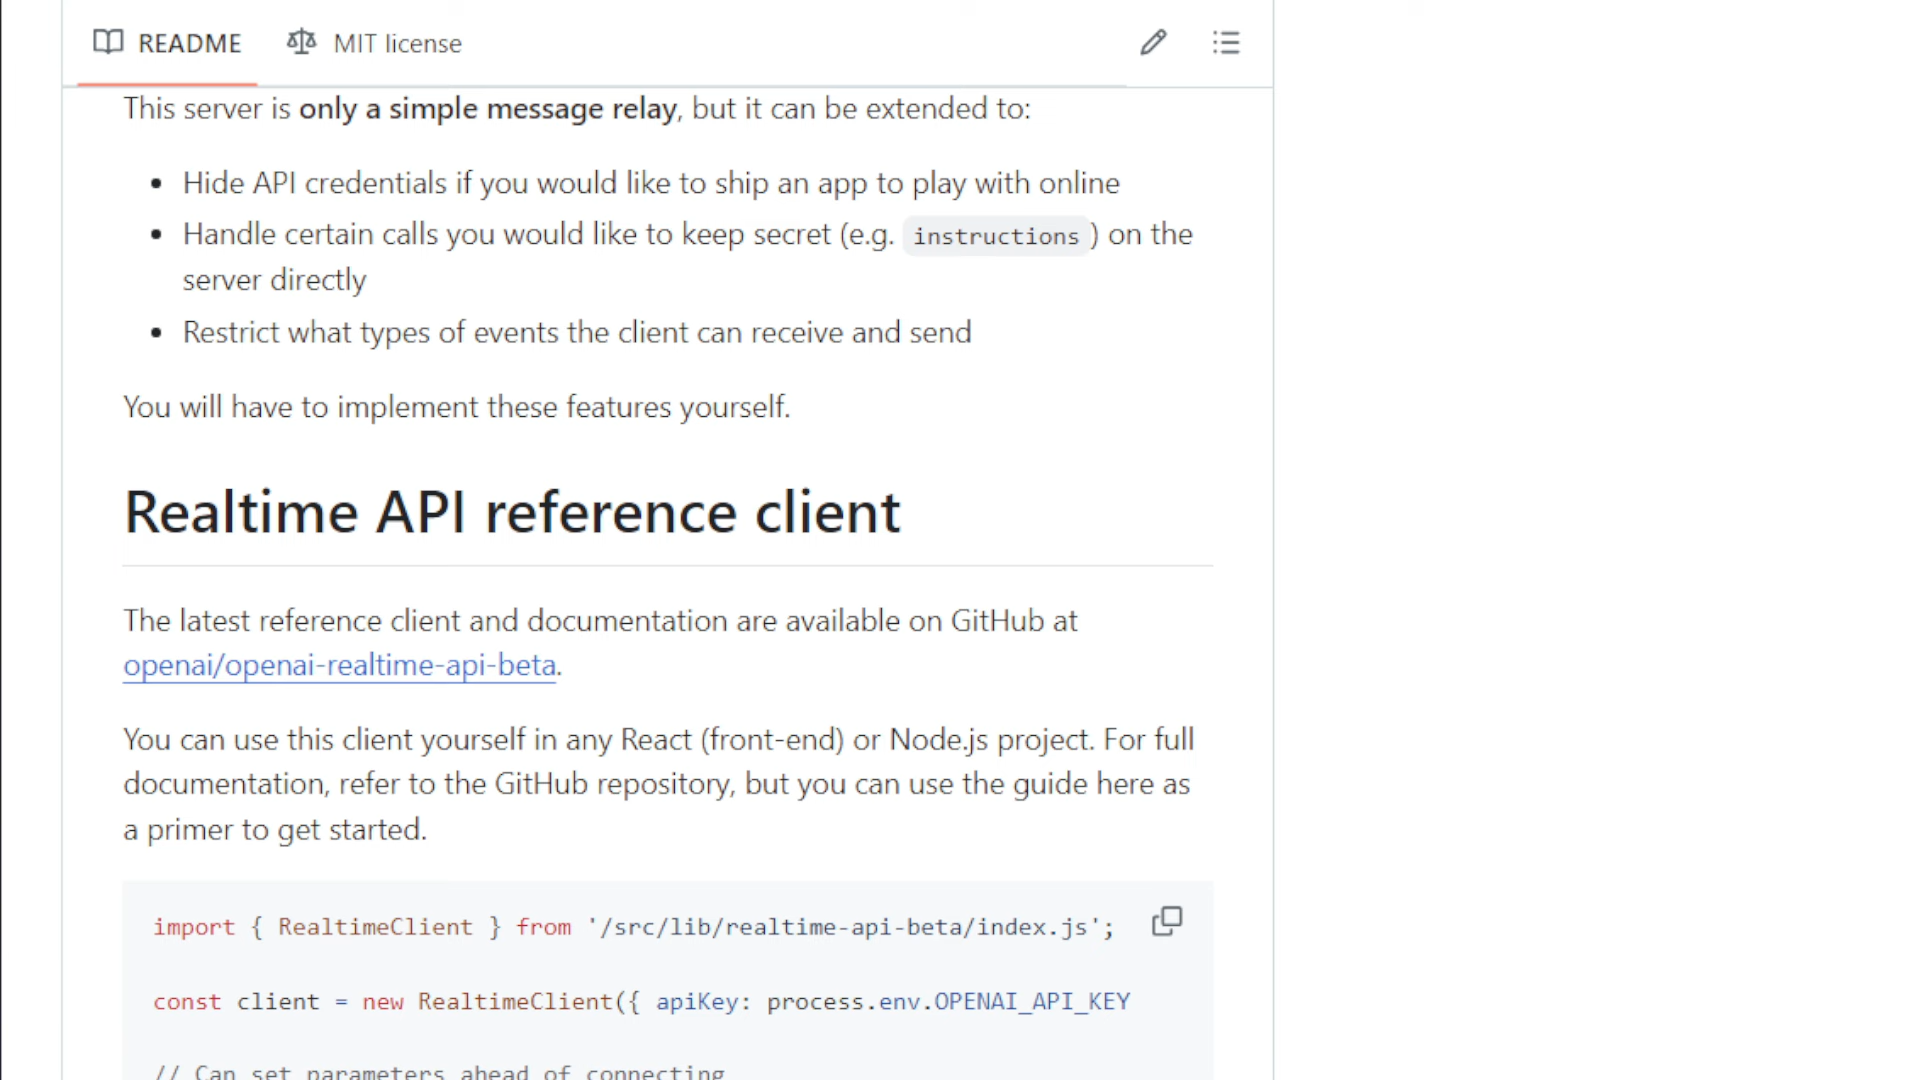 README MIT license
This server is only a simple message relay, but it can be extended to:
Hide API credentials if you would like to ship an app to play with online
Handle certain calls you would like to keep secret (e.g. instructions ) on the
server directly
Restrict what types of events the client can receive and send
You will have to implement these features yourself.
Realtime API reference client
The latest reference client and documentation are available on GitHub at
openai/openai-realtime-api-beta.
You can use this client yourself in any React (front-end) or Node.js project. For full
documentation, refer to the GitHub repository, but you can use the guide here as
a primer to get started.
import { RealtimeClient } from '/src/lib/realtime-api-beta/index.js';
const client = new RealtimeClient({ apiKey: process.env.OPENAI_API_KEY
// Can set parameters ahead of connecting